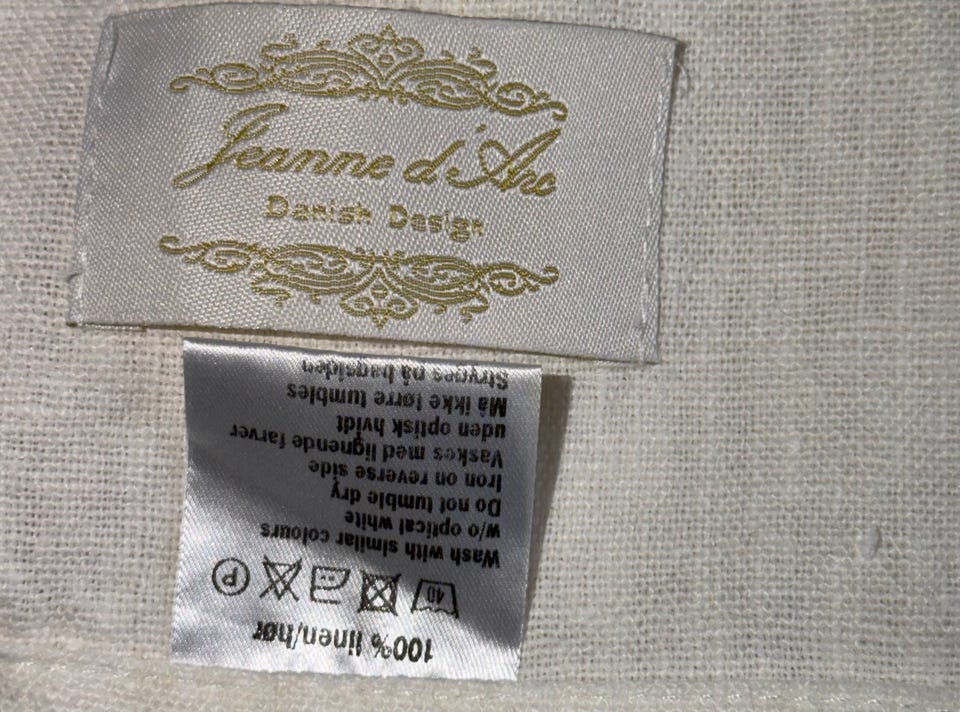 Jeanne d'Arc
Danish Design
100% linen/hør
40 P
Wash with similar colours
w/o optical white
Do not tumble dry
Iron on reverse side
Vaskes med lignende farver
uden optisk hvidt
Må ikke tørre tumbles
Stryges på bagsiden